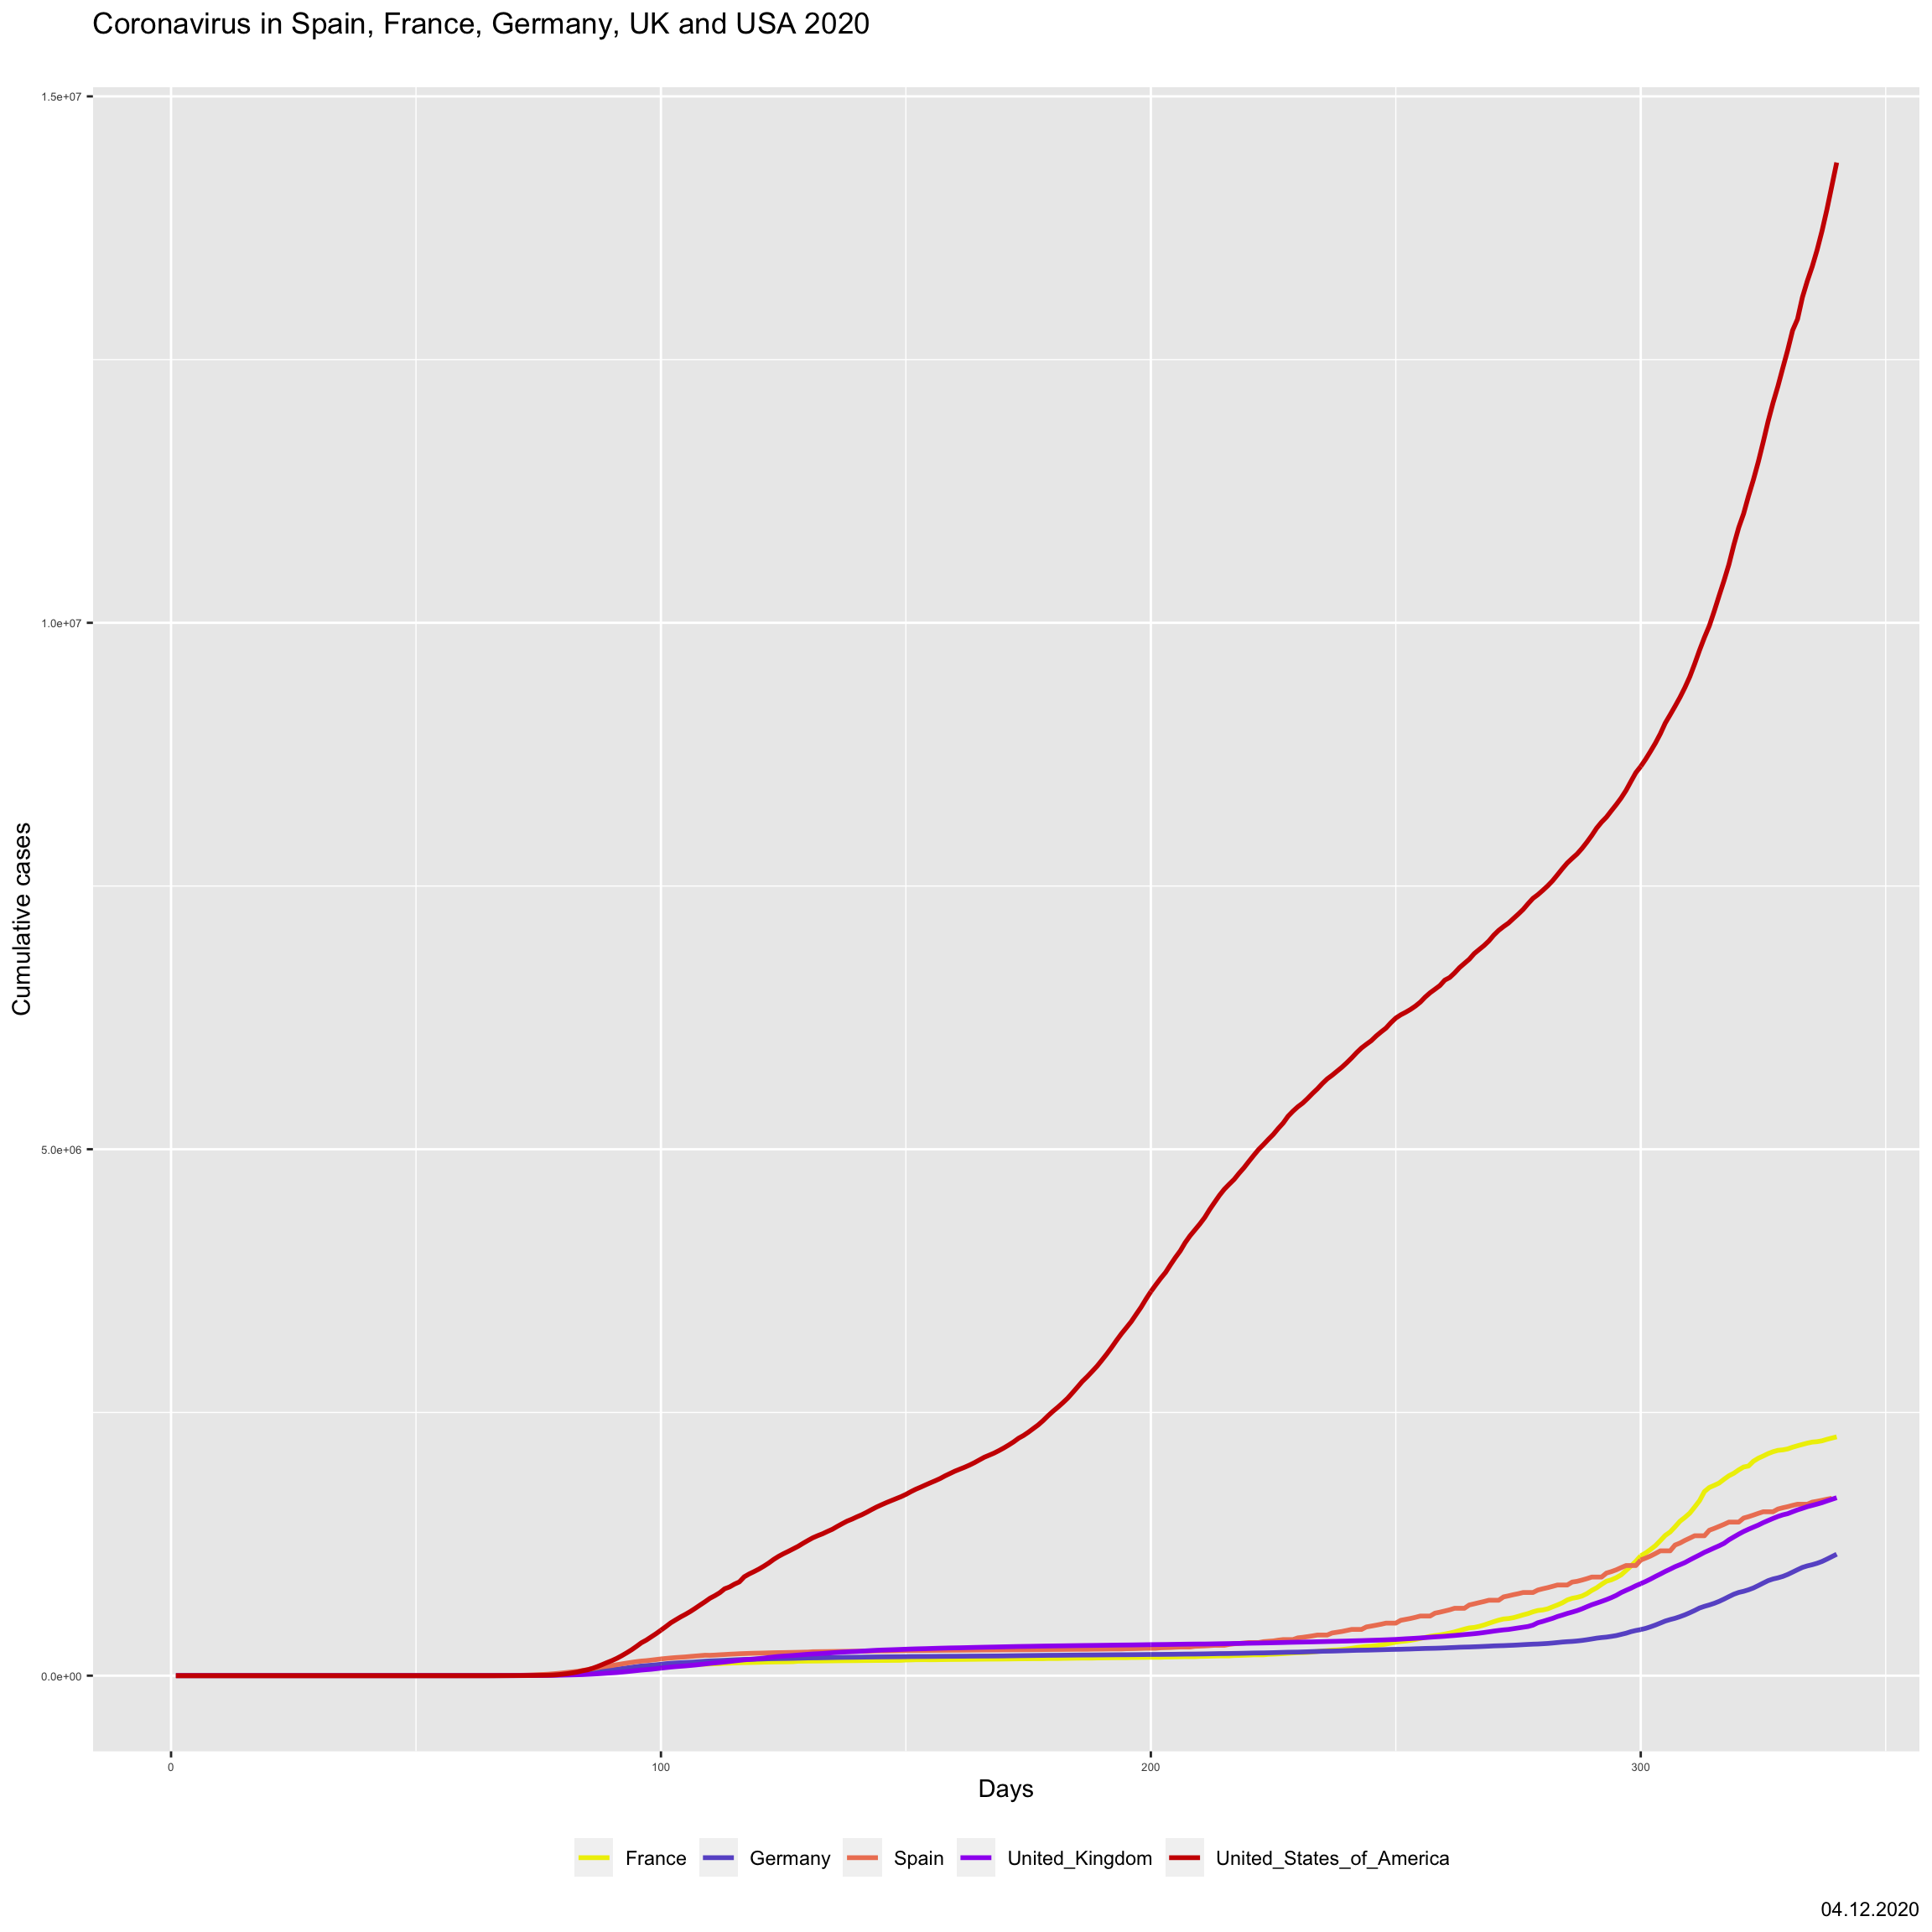 Coronavirus in Spain, France, Germany, UK and USA 2020
1.5e+07
1.0e+07
5.0e+06
0.0e+00
Cumulative cases
0 100 200 300
Days
France Germany Spain United_Kingdom United_States_of_America
04.12.2020